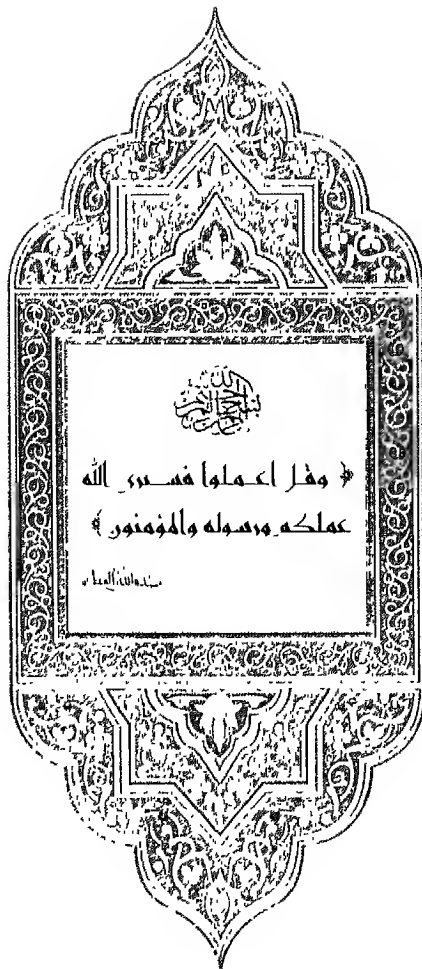 بسم الله الرحمن الرحيم
﴿ وقل اعملوا فسيرى الله
عملكم ورسوله والمؤمنون ﴾
صدق الله العظيم